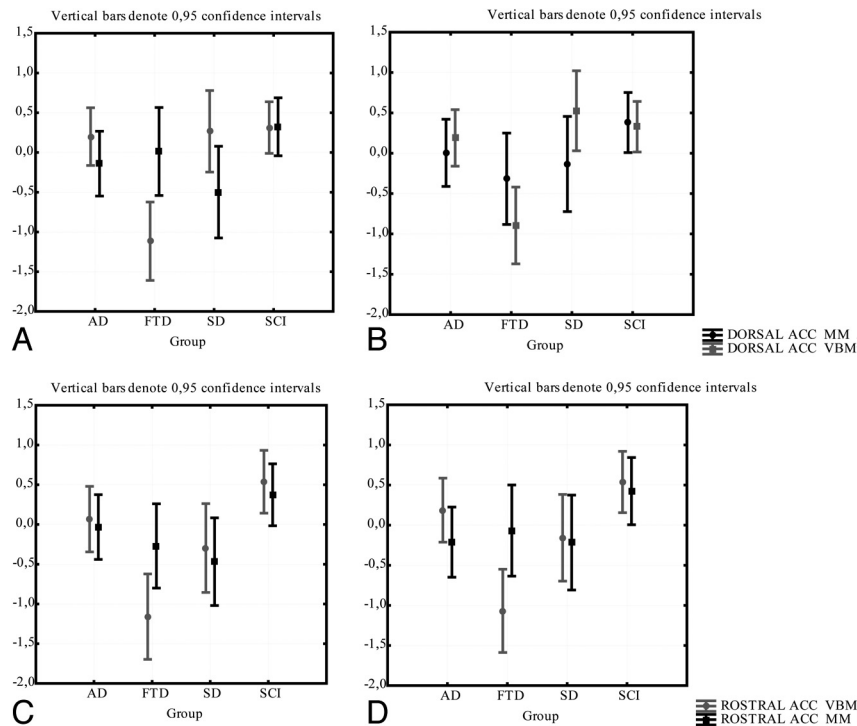 Vertical bars denote 0,95 confidence intervals
1,5
1,0
0,5
0,0
-0,5
-1,0
-1,5
-2,0
AD FTD SD SCI
Group
A
Vertical bars denote 0,95 confidence intervals
1,5
1,0
0,5
0,0
-0,5
-1,0
-1,5
-2,0
AD FTD SD SCI
Group
B
DORSAL ACC MM
DORSAL ACC VBM
Vertical bars denote 0,95 confidence intervals
1,5
1,0
0,5
0,0
-0,5
-1,0
-1,5
-2,0
AD FTD SD SCI
Group
C
Vertical bars denote 0,95 confidence intervals
1,5
1,0
0,5
0,0
-0,5
-1,0
-1,5
-2,0
AD FTD SD SCI
Group
D
ROSTRAL ACC VBM
ROSTRAL ACC MM